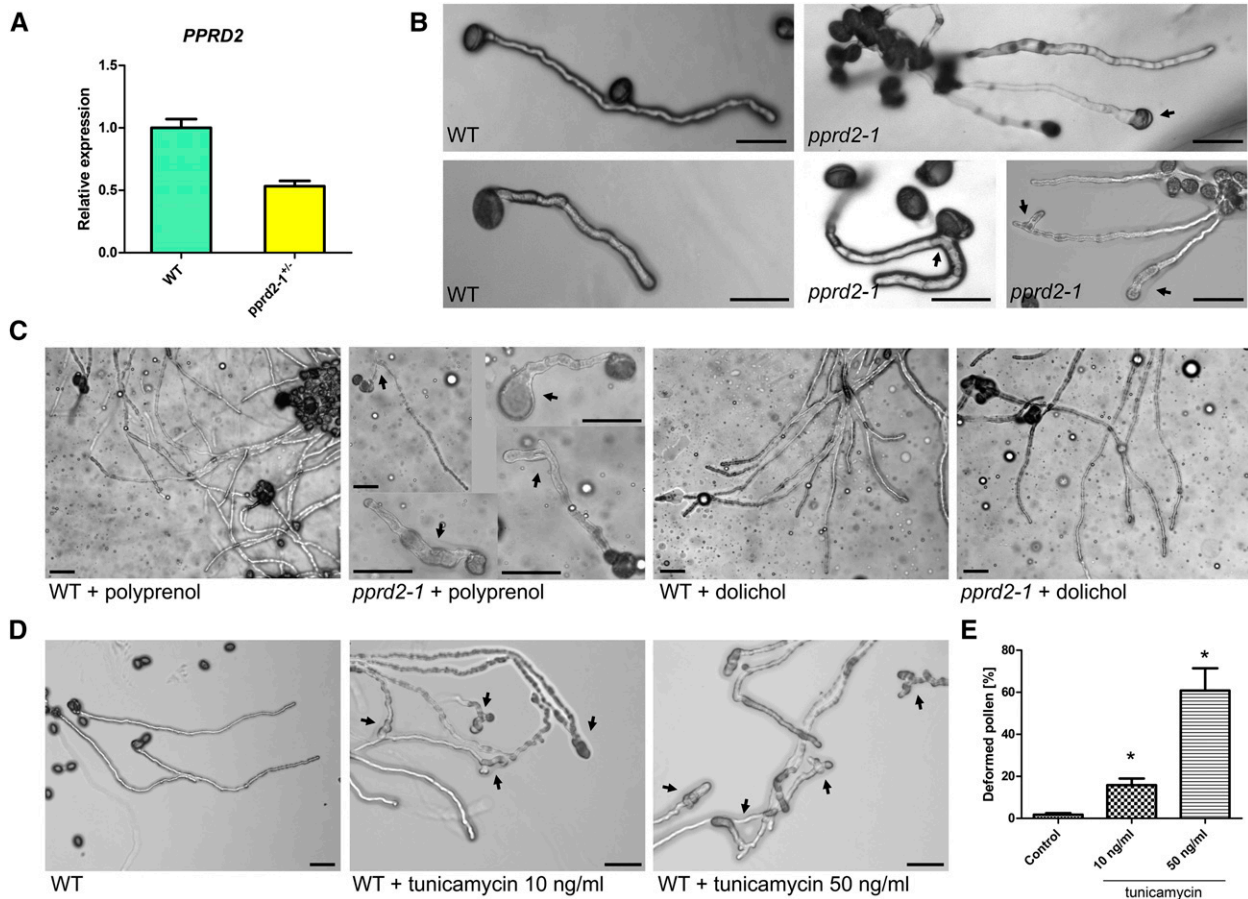 A
PPRD2
Relative expression
1.5
1.0
0.5
0.0
WT
pprd2-1+/-
B
WT
pprd2-1
WT
pprd2-1
pprd2-1
C
WT + polyprenol
pprd2-1 + polyprenol
WT + dolichol
pprd2-1 + dolichol
D
WT
WT + tunicamycin 10 ng/ml
WT + tunicamycin 50 ng/ml
E
Deformed pollen [%]
80
60
40
20
0
*
*
Control
10 ng/ml
50 ng/ml
tunicamycin